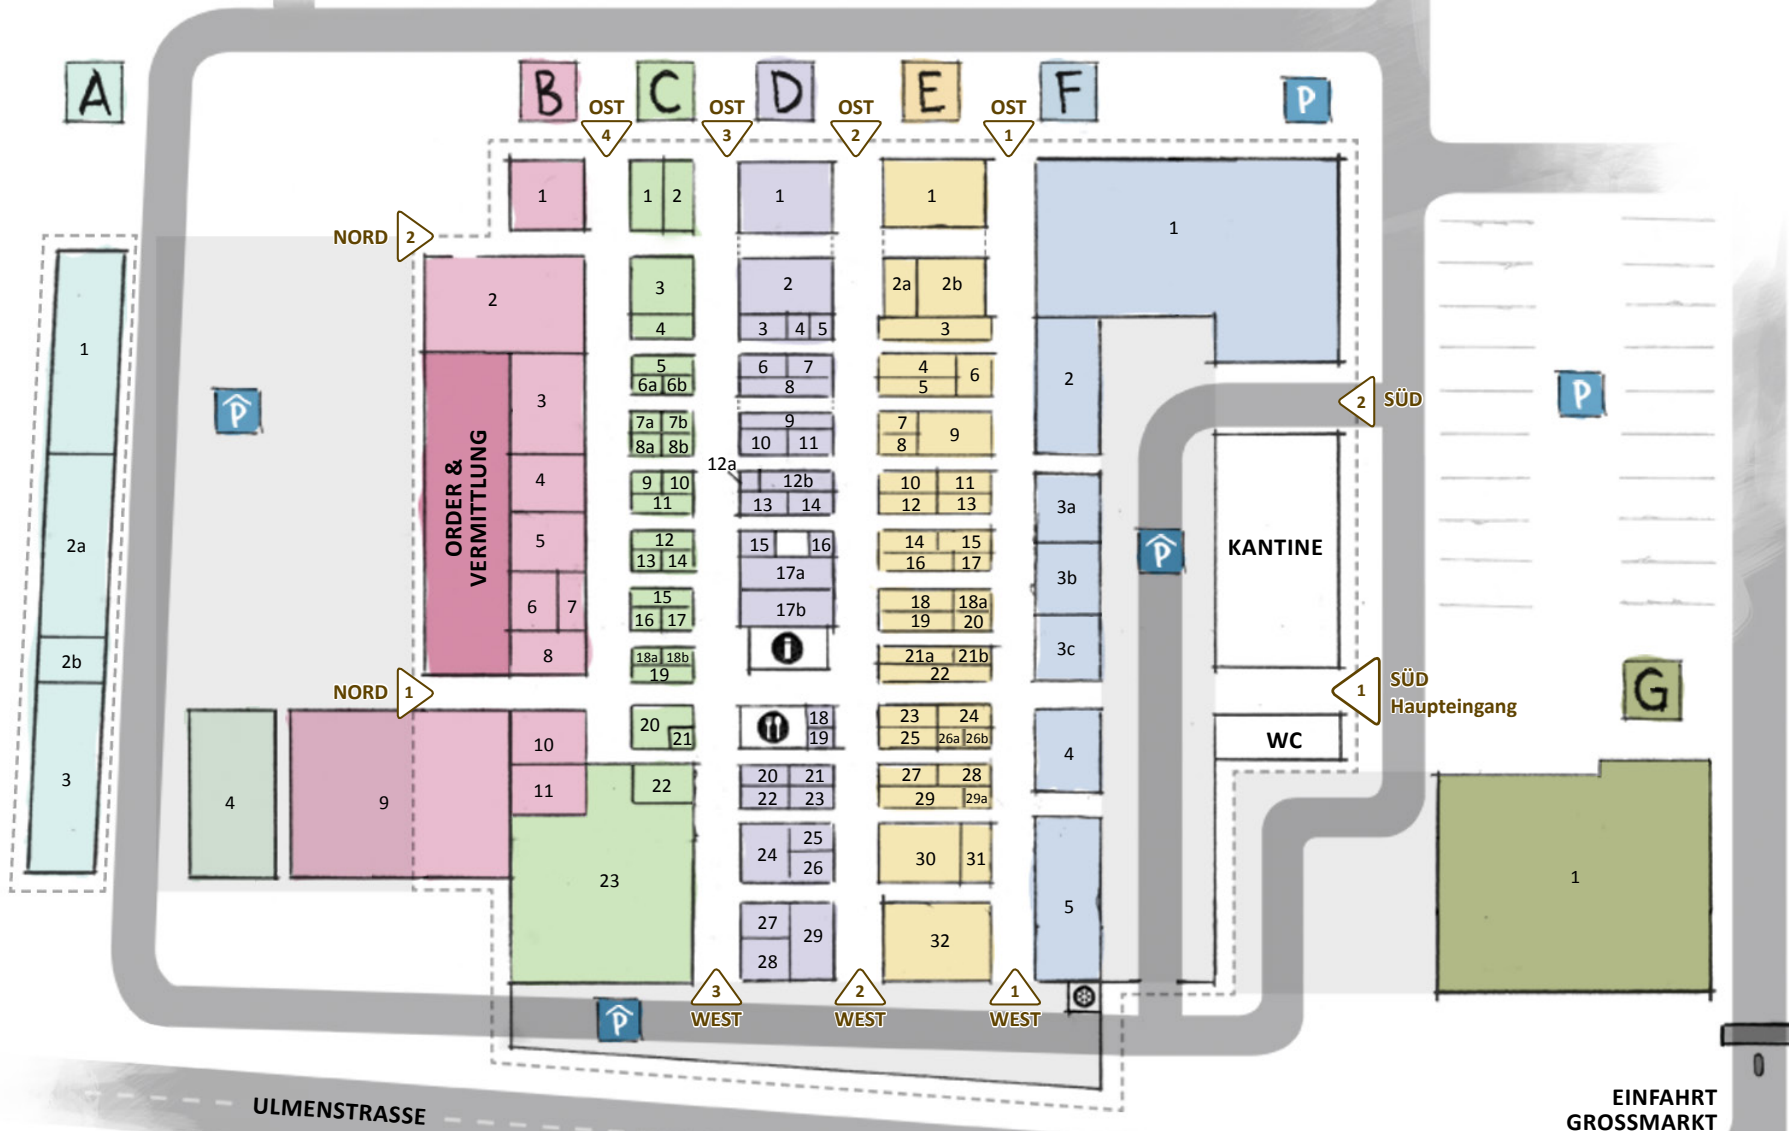 A
B
C
D
E
F
P
OST
4
OST
3
OST
2
OST
1
NORD
2
1
2
3
4
5
6
7
8
ORDER &
VERMITTLUNG
NORD
1
9
10
11
1
2a
2b
3
4
P
1
2
3
4
5
6a
6b
7a
7b
8a
8b
9
10
11
12
13
14
15
16
17
18a
18b
19
20
21
22
23
1
2
3
4
5
6
7
8
9
10
11
12a
12b
13
14
15
16
17a
17b
i
18
19
20
21
22
23
24
25
26
27
28
29
1
2a
2b
3
4
5
6
7
8
9
10
11
12
13
14
15
16
17
18
18a
19
20
21a
21b
22
23
24
25
26a
26b
27
28
29
29a
30
31
32
1
2
3a
3b
3c
4
5
P
KANTINE
WC
2
SÜD
1
SÜD
Haupteingang
P
G
1
P
3
WEST
2
WEST
1
WEST
ULMENSTRASSE
EINFAHRT
GROSSMARKT